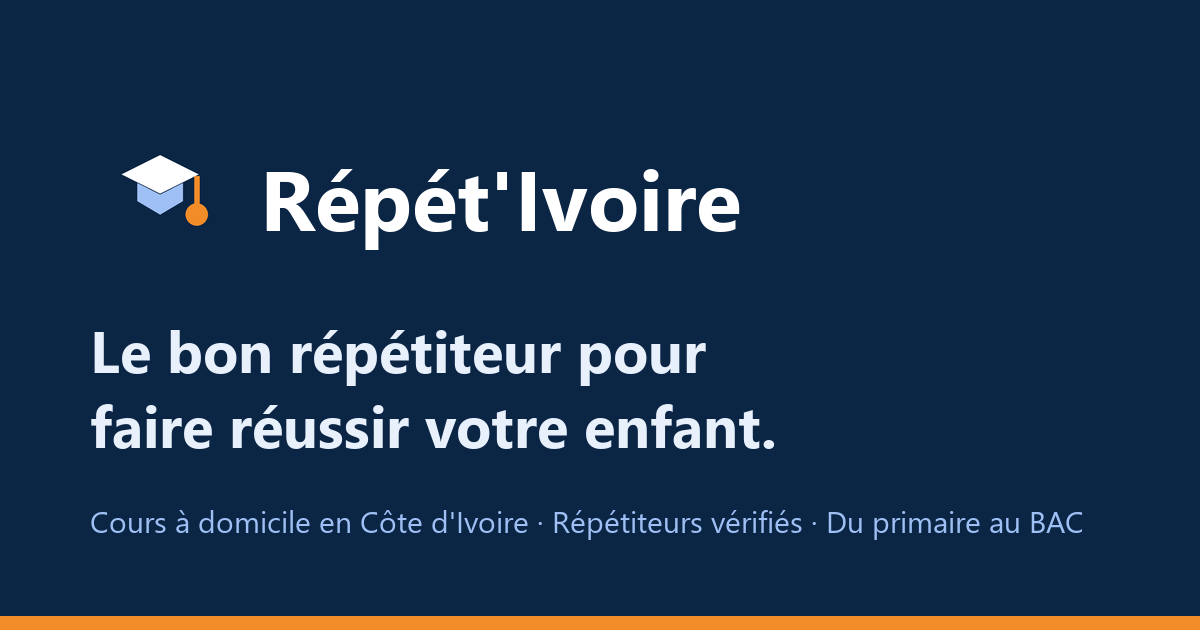 Répét'Ivoire
Le bon répétiteur pour
faire réussir votre enfant.
Cours à domicile en Côte d'Ivoire · Répétiteurs vérifiés · Du primaire au BAC